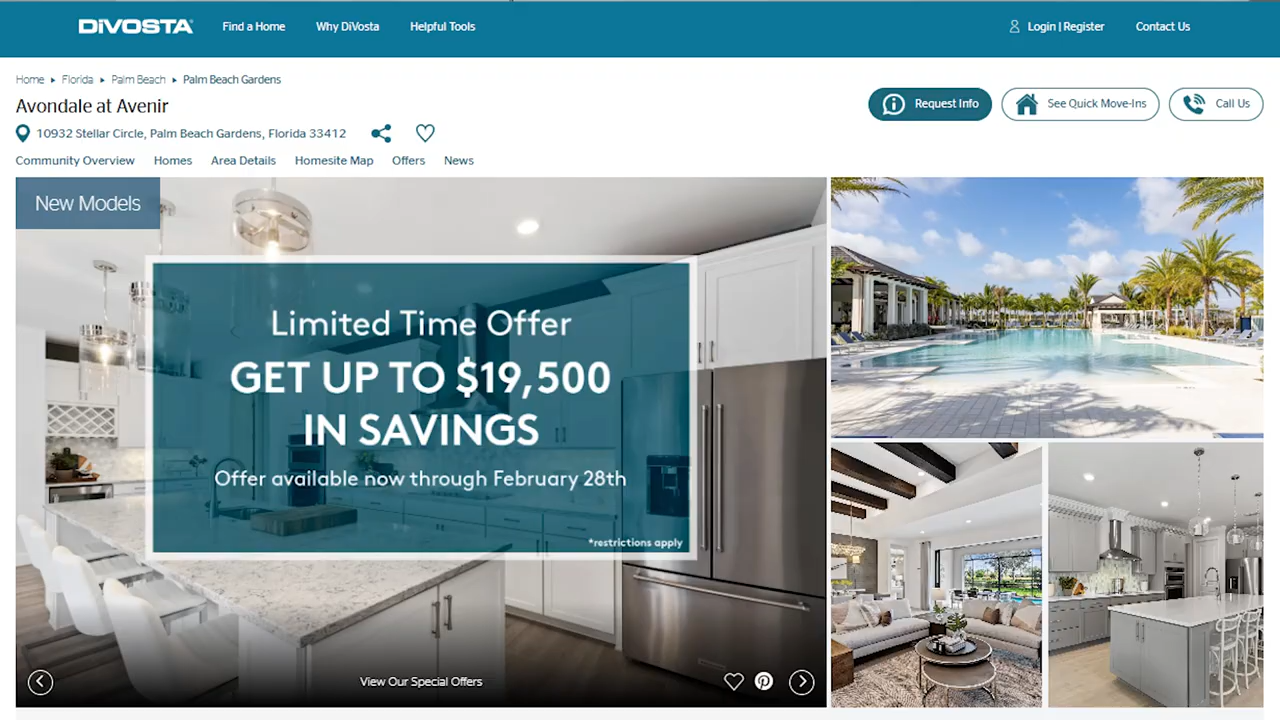 DiVOSTA
Find a Home
Why DiVosta
Helpful Tools
Login | Register
Contact Us
Home ▸ Florida ▸ Palm Beach ▸ Palm Beach Gardens
Avondale at Avenir
Request Info
See Quick Move-Ins
Call Us
10932 Stellar Circle, Palm Beach Gardens, Florida 33412
Community Overview
Homes
Area Details
Homesite Map
Offers
News
New Models
Limited Time Offer
GET UP TO $19,500
IN SAVINGS
Offer available now through February 28th
*restrictions apply
View Our Special Offers